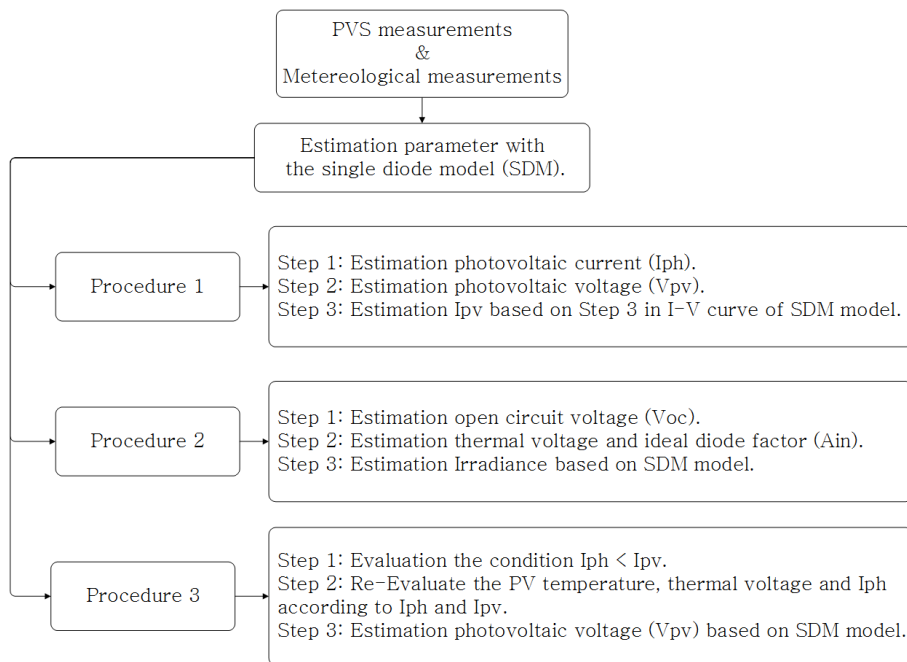 PVS measurements
&
Metereological measurements
Estimation parameter with
the single diode model (SDM).
Procedure 1
Step 1: Estimation photovoltaic current (Iph).
Step 2: Estimation photovoltaic voltage (Vpv).
Step 3: Estimation Ipv based on Step 3 in I-V curve of SDM model.
Procedure 2
Step 1: Estimation open circuit voltage (Voc).
Step 2: Estimation thermal voltage and ideal diode factor (Ain).
Step 3: Estimation Irradiance based on SDM model.
Procedure 3
Step 1: Evaluation the condition Iph < Ipv.
Step 2: Re-Evaluate the PV temperature, thermal voltage and Iph
according to Iph and Ipv.
Step 3: Estimation photovoltaic voltage (Vpv) based on SDM model.